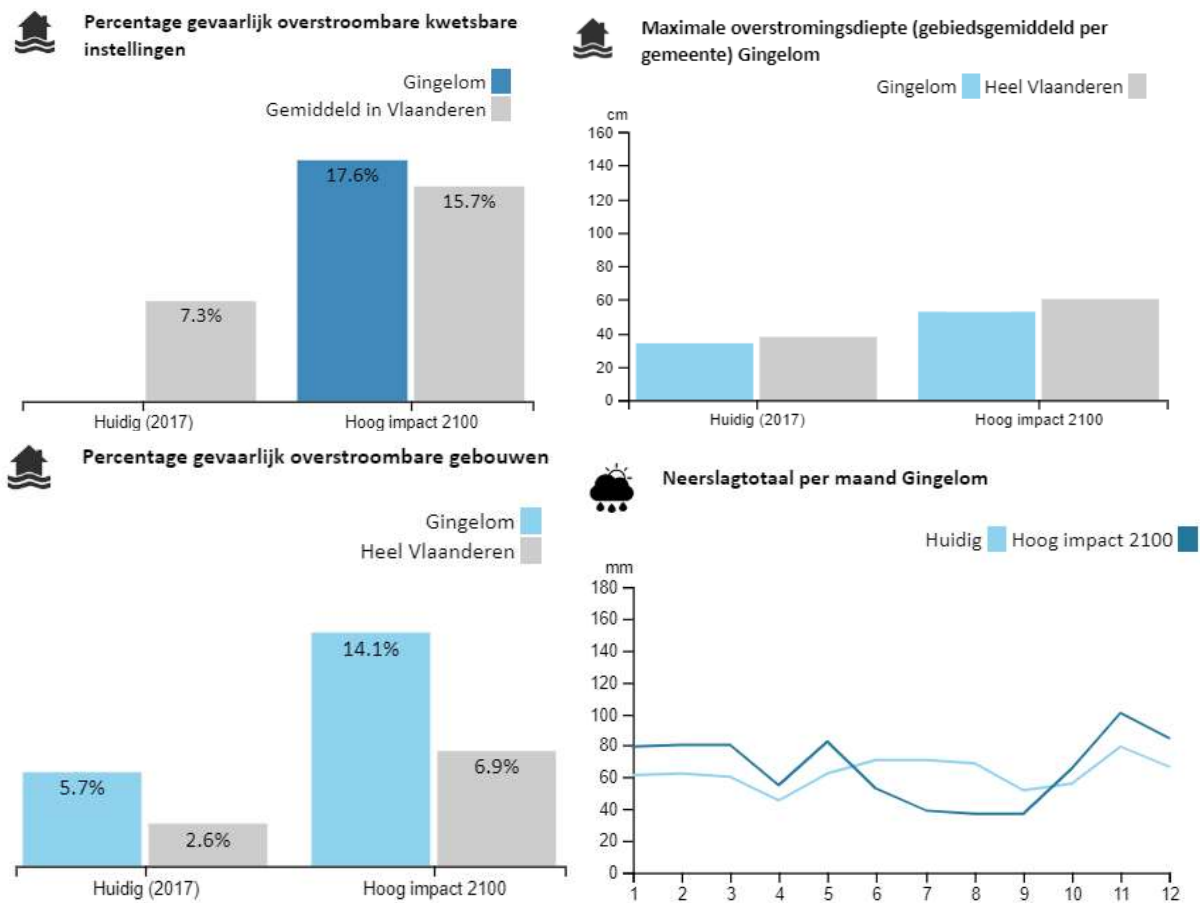 Percentage gevaarlijk overstroombare kwetsbare
instellingen
Gingelom
Gemiddeld in Vlaanderen
17.6%
15.7%
7.3%
Huidig (2017)
Hoog impact 2100
Maximale overstromingsdiepte (gebiedsgemiddeld per
gemeente) Gingelom
Gingelom Heel Vlaanderen
cm
160
140
120
100
80
60
40
20
0
Huidig (2017)
Hoog impact 2100
Percentage gevaarlijk overstroombare gebouwen
Gingelom
Heel Vlaanderen
14.1%
6.9%
5.7%
2.6%
Huidig (2017)
Hoog impact 2100
Neerslagtotaal per maand Gingelom
Huidig Hoog impact 2100
mm
180
160
140
120
100
80
60
40
20
0
1 2 3 4 5 6 7 8 9 10 11 12